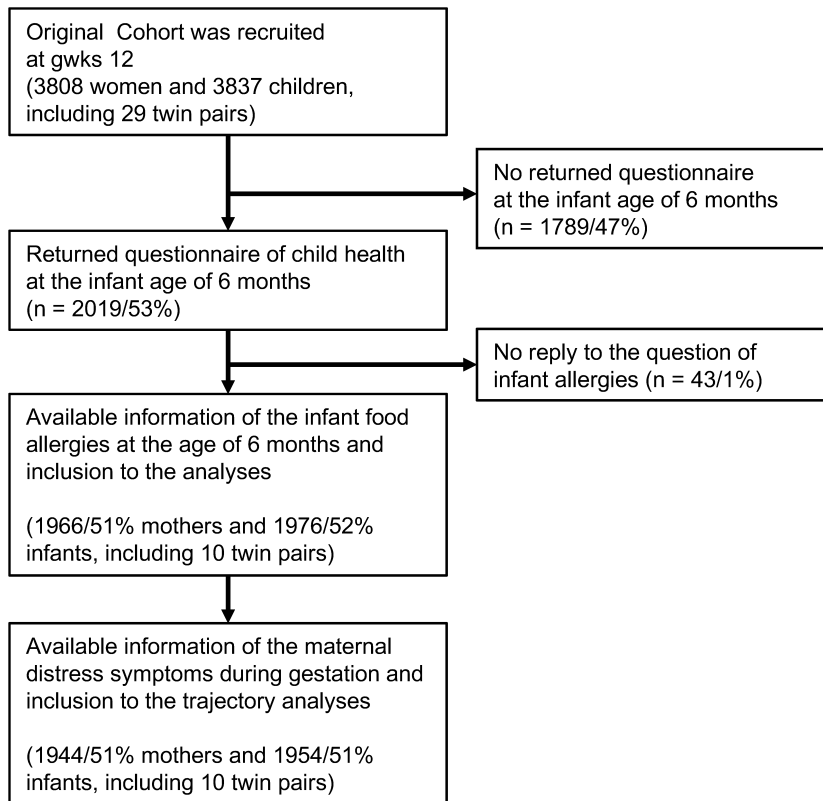 Original Cohort was recruited
at gwks 12
(3808 women and 3837 children,
including 29 twin pairs)
No returned questionnaire
at the infant age of 6 months
(n = 1789/47%)
Returned questionnaire of child health
at the infant age of 6 months
(n = 2019/53%)
No reply to the question of
infant allergies (n = 43/1%)
Available information of the infant food
allergies at the age of 6 months and
inclusion to the analyses
(1966/51% mothers and 1976/52%
infants, including 10 twin pairs)
Available information of the maternal
distress symptoms during gestation and
inclusion to the trajectory analyses
(1944/51% mothers and 1954/51%
infants, including 10 twin pairs)